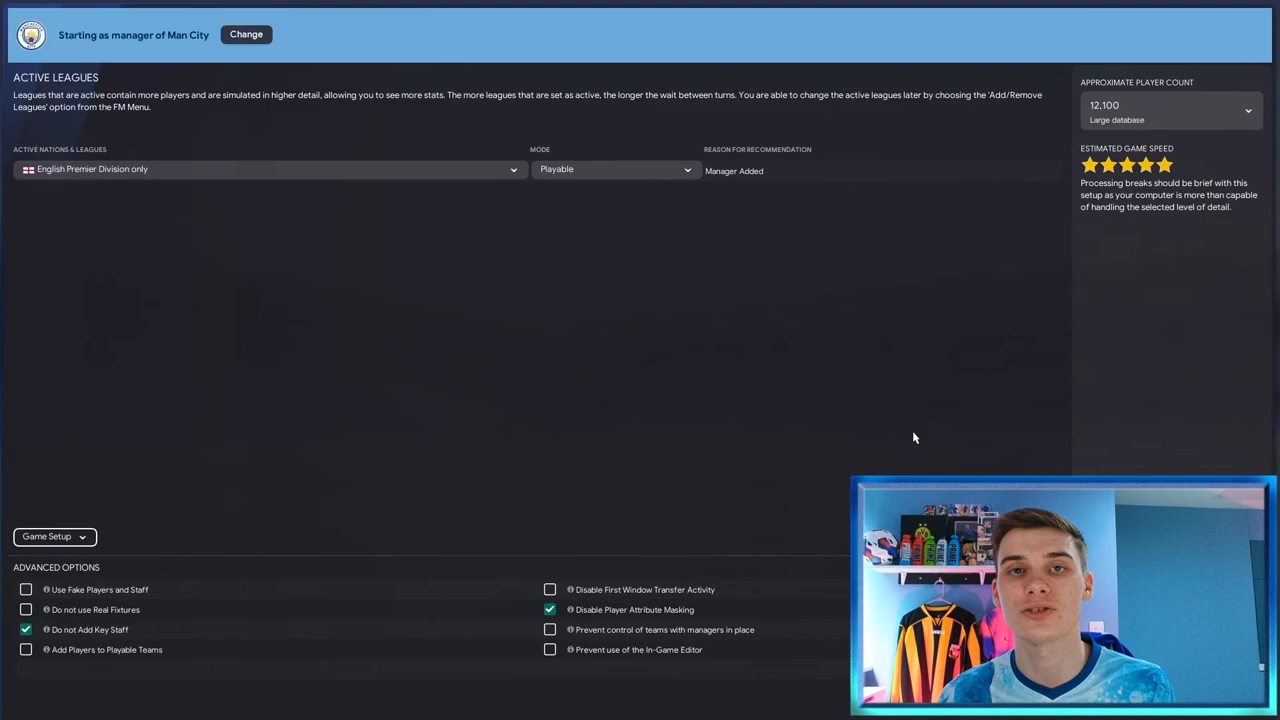 Starting as manager of Man City
Change
ACTIVE LEAGUES
Leagues that are active contain more players and are simulated in higher detail, allowing you to see more stats. The more leagues that are set as active, the longer the wait between turns. You are able to change the active leagues later by choosing the 'Add/Remove
Leagues' option from the FM Menu.
ACTIVE NATIONS & LEAGUES
MODE
REASON FOR RECOMMENDATION
English Premier Division only
Playable
Manager Added
APPROXIMATE PLAYER COUNT
12,100
Large database
ESTIMATED GAME SPEED
Processing breaks should be brief with this
setup as your computer is more than capable
of handling the selected level of detail.
Game Setup
ADVANCED OPTIONS
Use Fake Players and Staff
Do not use Real Fixtures
Do not Add Key Staff
Add Players to Playable Teams
Disable First Window Transfer Activity
Disable Player Attribute Masking
Prevent control of teams with managers in place
Prevent use of the In-Game Editor
PRIME
PRIME
PRIME